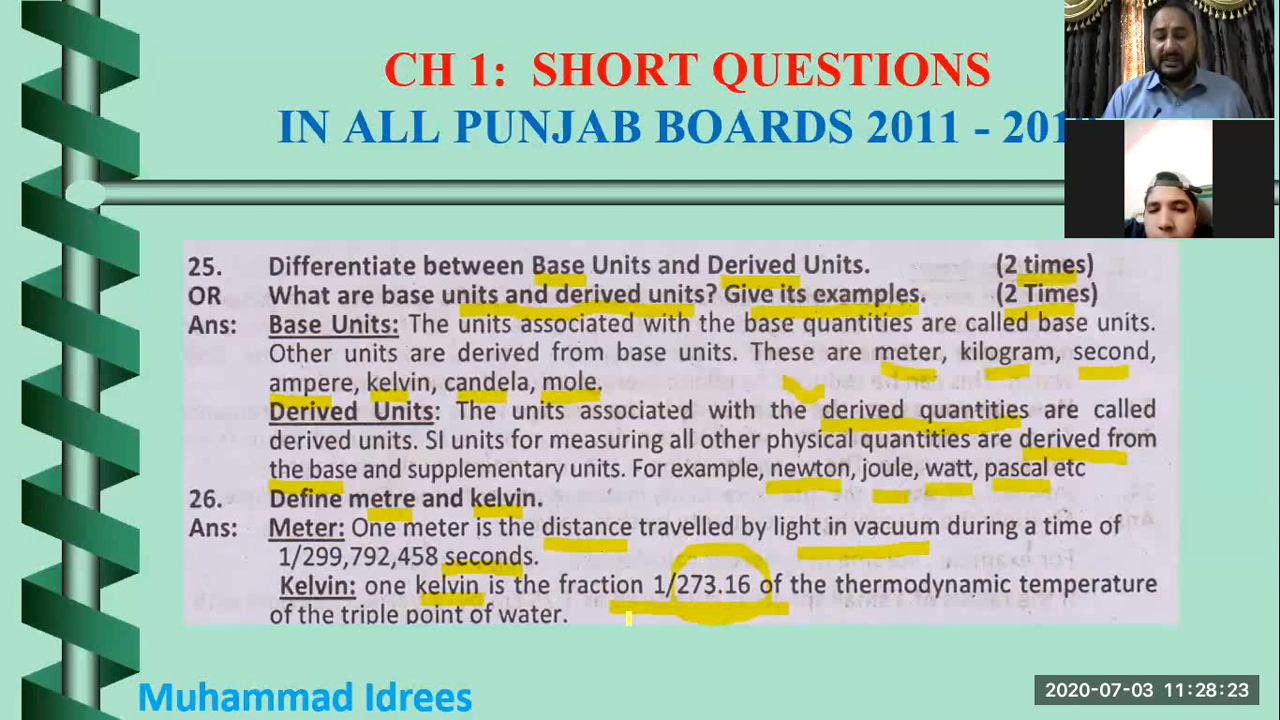 CH 1: SHORT QUESTIONS
IN ALL PUNJAB BOARDS 2011 -
25. Differentiate between Base Units and Derived Units. (2 times)
OR What are base units and derived units? Give its examples. (2 Times)
Ans: Base Units: The units associated with the base quantities are called base units.
Other units are derived from base units. These are meter, kilogram, second,
ampere, kelvin, candela, mole.
Derived Units: The units associated with the derived quantities are called
derived units. SI units for measuring all other physical quantities are derived from
the base and supplementary units. For example, newton, joule, watt, pascal etc
26. Define metre and kelvin.
Ans: Meter: One meter is the distance travelled by light in vacuum during a time of
1/299,792,458 seconds.
Kelvin: one kelvin is the fraction 1/273.16 of the thermodynamic temperature
of the triple point of water.
Muhammad Idrees
2020-07-03 11:28:23